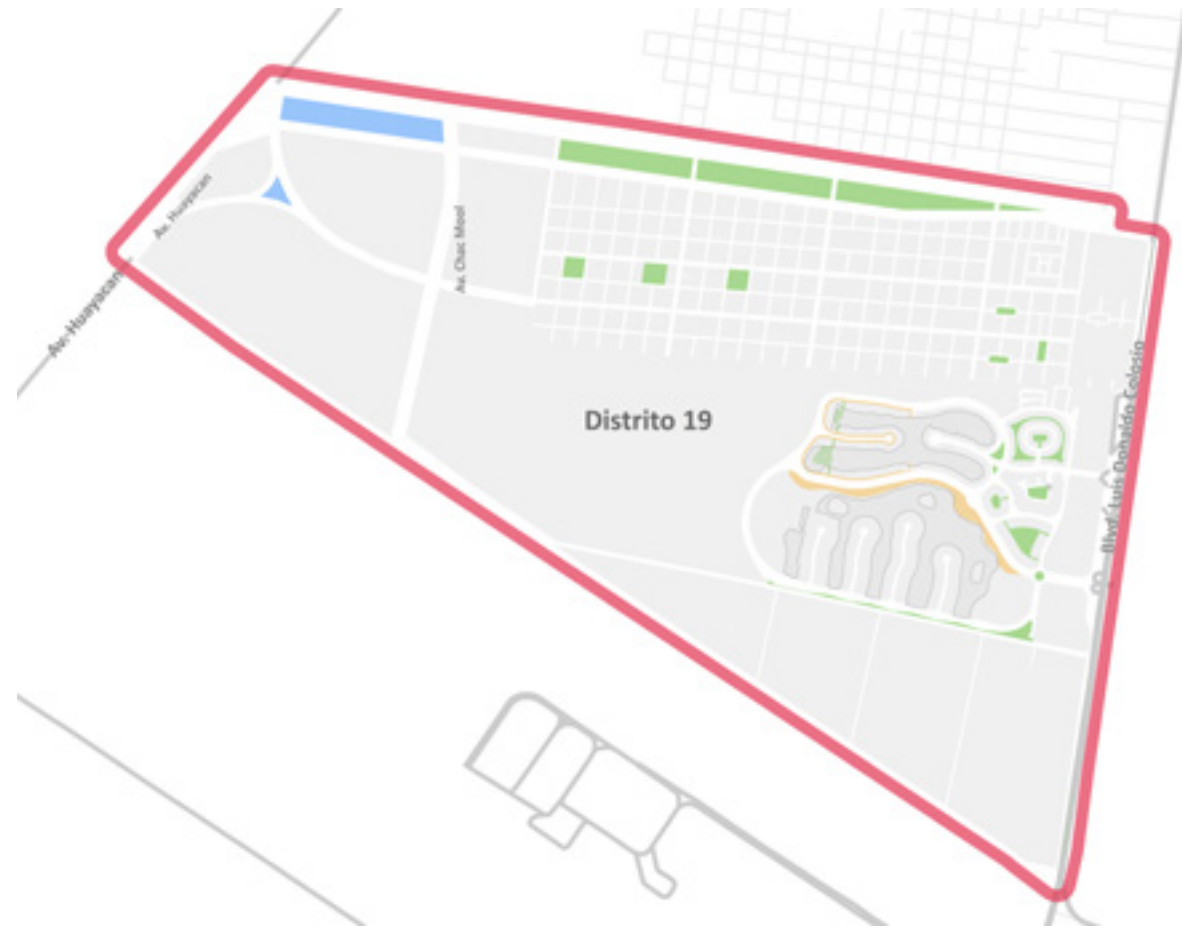 Av. Huayacan
Av. Huayacan
Av. Chac Mool
Distrito 19
Blvd. Luis Donaldo Colosio